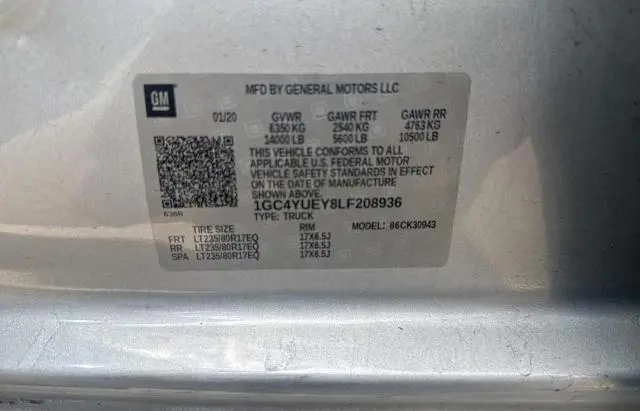 GM
MFD BY GENERAL MOTORS LLC
01/20 GVWR GAWR FRT GAWR RR
6350 KG 2540 KG 4763 KG
14000 LB 5600 LB 10500 LB
THIS VEHICLE CONFORMS TO ALL
APPLICABLE U.S. FEDERAL MOTOR
VEHICLE SAFETY STANDARDS IN EFFECT
ON THE DATE OF MANUFACTURE
SHOWN ABOVE.
1GC4YUEY8LF208936
TYPE: TRUCK MODEL: 86CK30943
636R
TIRE SIZE RIM
FRT LT235/80R17EQ 17X6.5J
RR LT235/80R17EQ 17X6.5J
SPA LT235/80R17EQ 17X6.5J